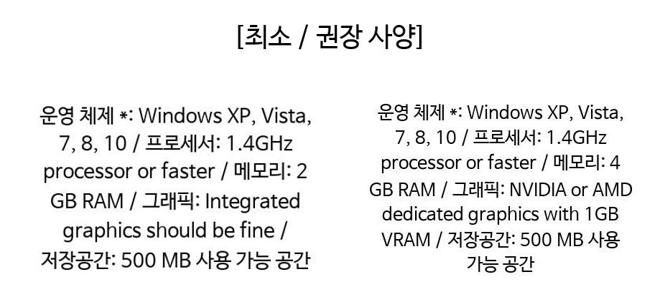 [최소 / 권장 사양]
운영 체제 *: Windows XP, Vista,
7, 8, 10 / 프로세서: 1.4GHz
processor or faster / 메모리: 2
GB RAM / 그래픽: Integrated
graphics should be fine /
저장공간: 500 MB 사용 가능 공간
운영 체제 *: Windows XP, Vista,
7, 8, 10 / 프로세서: 1.4GHz
processor or faster / 메모리: 4
GB RAM / 그래픽: NVIDIA or AMD
dedicated graphics with 1GB
VRAM / 저장공간: 500 MB 사용
가능 공간